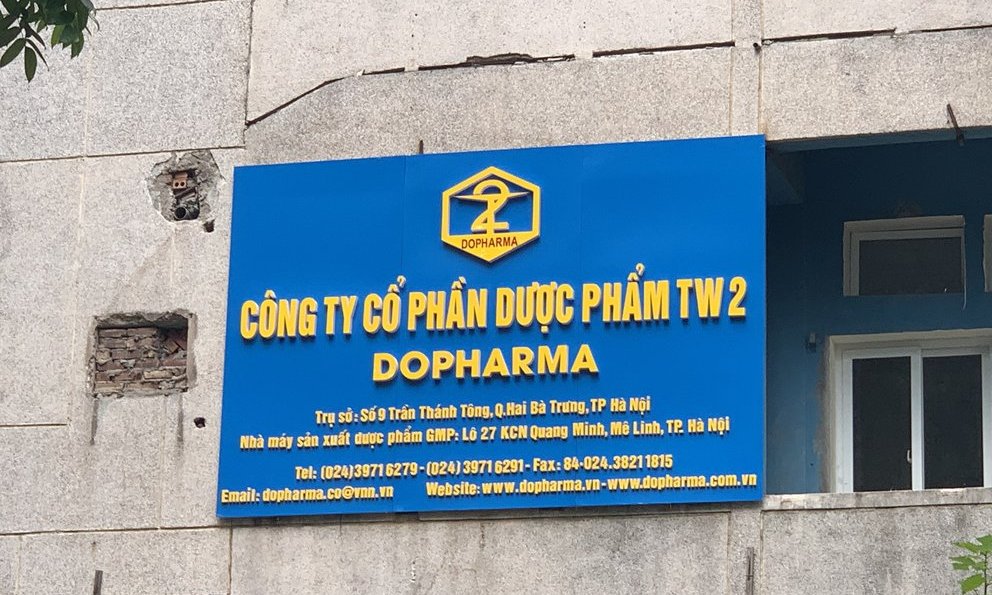 2
DOPHARMA
CÔNG TY CỔ PHẦN DƯỢC PHẨM TW 2
DOPHARMA
Trụ sở: Số 9 Trần Thánh Tông, Q.Hai Bà Trưng, TP Hà Nội
Nhà máy sản xuất dược phẩm GMP: Lô 27 KCN Quang Minh, Mê Linh, TP. Hà Nội
Tel: (024) 3971 6279 - (024) 3971 6291 - Fax: 84-024.3821 1815
Email: dopharma.co@vnn.vn Website: www.dopharma.vn - www.dopharma.com.vn